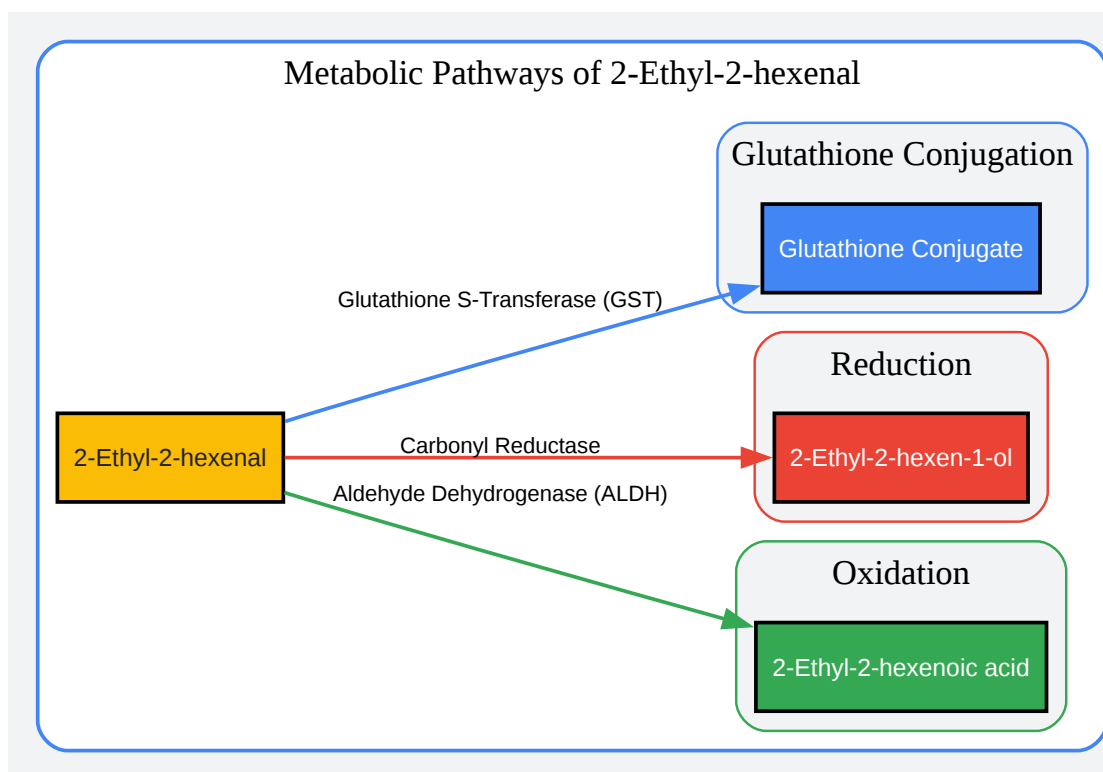 Metabolic Pathways of 2-Ethyl-2-hexenal
Glutathione Conjugation
Glutathione Conjugate
Glutathione S-Transferase (GST)
Reduction
2-Ethyl-2-hexenal
Carbonyl Reductase
2-Ethyl-2-hexen-1-ol
Aldehyde Dehydrogenase (ALDH)
Oxidation
2-Ethyl-2-hexenoic acid